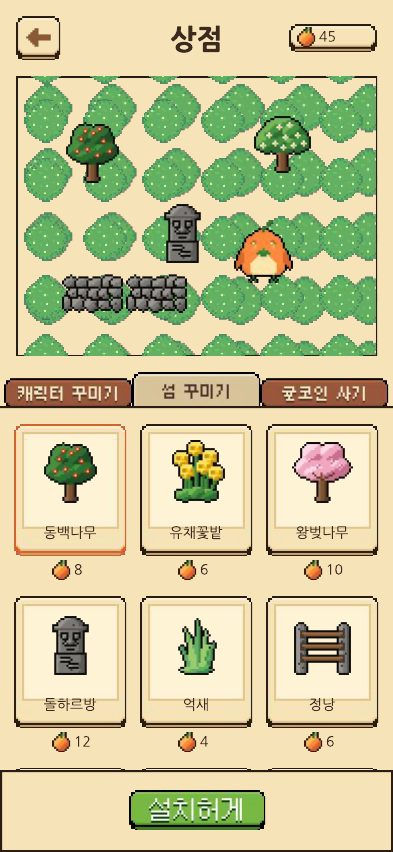 상점
45
캐릭터 꾸미기
섬 꾸미기
귤코인 사기
동백나무
유채꽃밭
왕벚나무
8
6
10
돌하르방
억새
정낭
12
4
6
설치허게